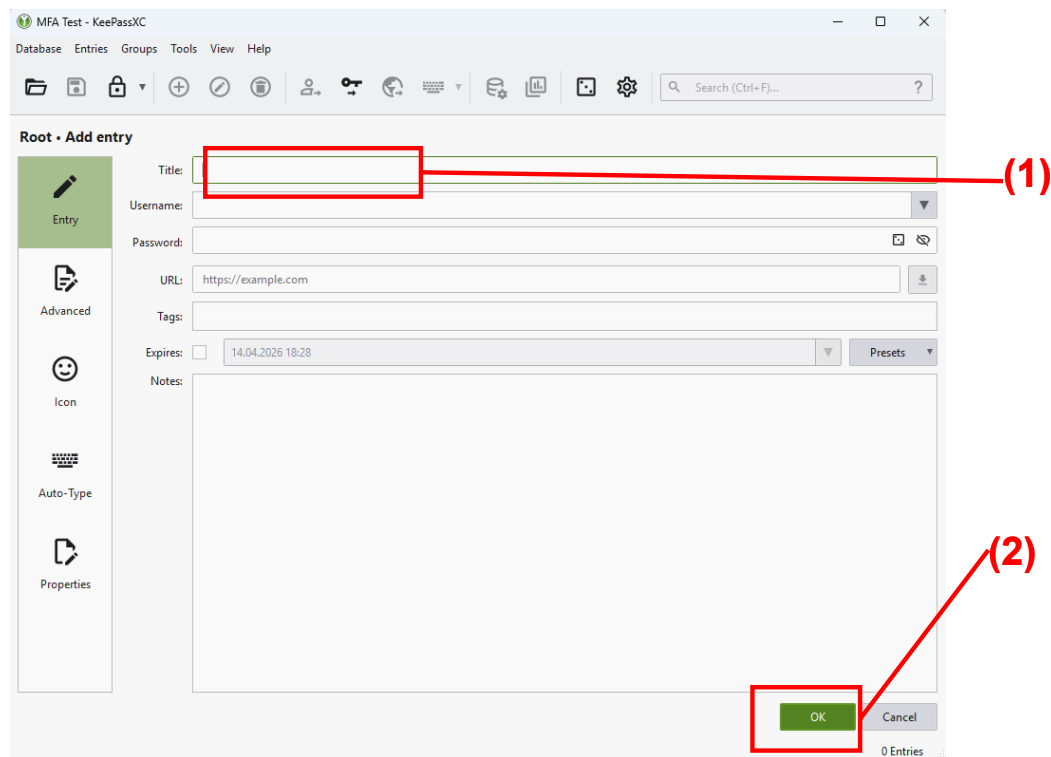 MFA Test - KeePassXC
Database Entries Groups Tools View Help
Search (Ctrl+F)... ?
Root • Add entry
Title:
(1)
Entry
Username:
Password:
URL: https://example.com
Advanced
Tags:
Expires: 14.04.2026 18:28 Presets
Notes:
Icon
Auto-Type
(2)
Properties
OK Cancel
0 Entries